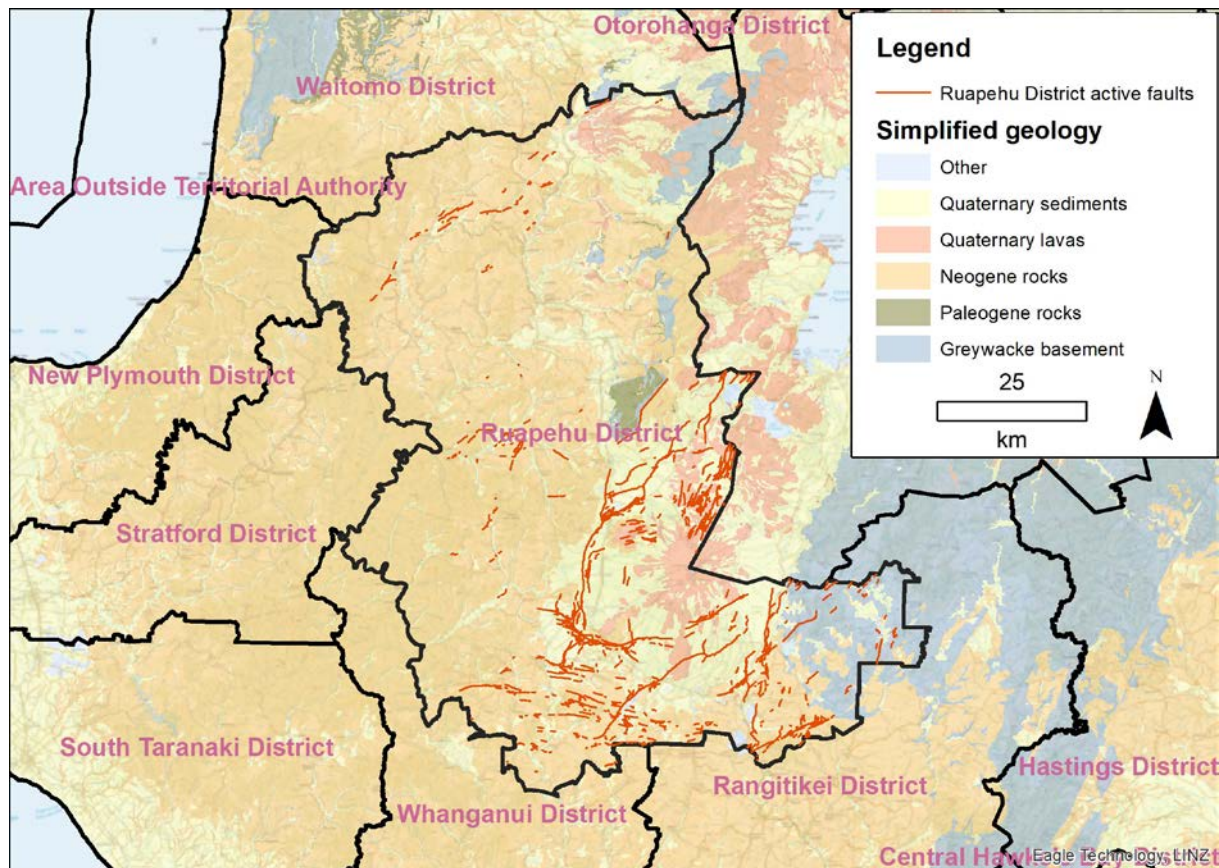 Otorohanga District
Waitomo District
Area Outside Territorial Authority
New Plymouth District
Ruapehu District
Stratford District
South Taranaki District
Whanganui District
Rangitikei District
Hastings District
Central Hawke's Bay District
Eagle Technology, LINZ
Legend
Ruapehu District active faults
Simplified geology
Other
Quaternary sediments
Quaternary lavas
Neogene rocks
Paleogene rocks
Greywacke basement
25
km
N